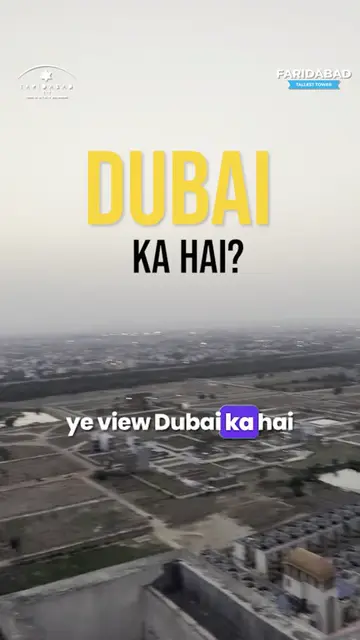 FARIDABAD
TALLEST TOWER
DUBAI
KA HAI?
ye view Dubai ka hai